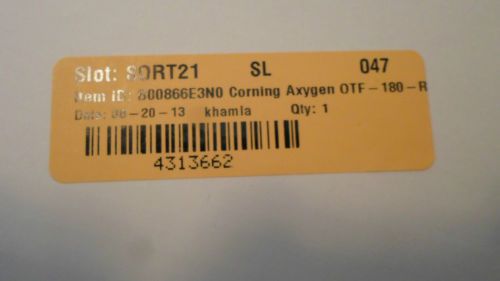 Slot: SORT21 SL 047
Item ID: 800866E3N0 Corning Axygen OTF-180-R
Date: 08-20-13 khamla Qty: 1
4313662